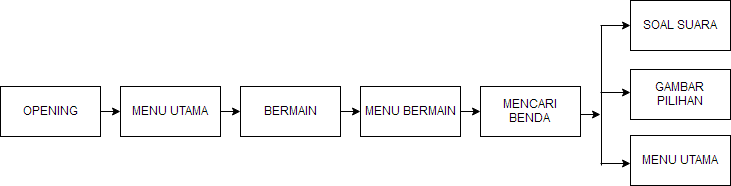 OPENING
MENU UTAMA
BERMAIN
MENU BERMAIN
MENCARI
BENDA
SOAL SUARA
GAMBAR
PILIHAN
MENU UTAMA